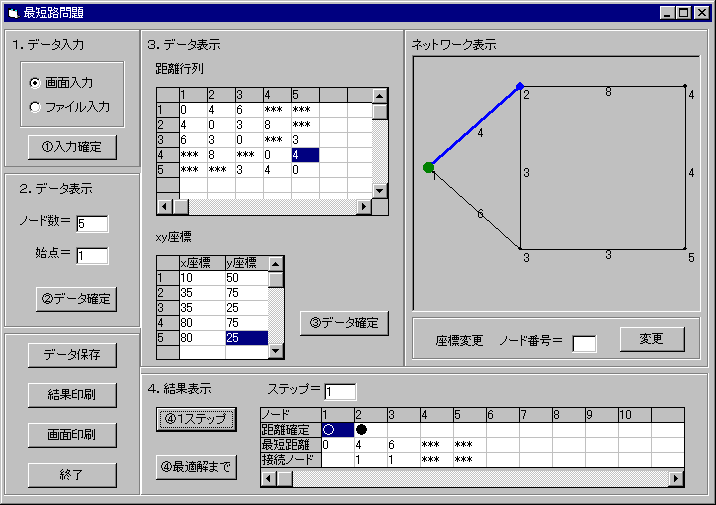 最短路問題
1．データ入力
画面入力
ファイル入力
①入力確定
2．データ表示
ノード数＝ 5
始点＝ 1
②データ確定
データ保存
結果印刷
画面印刷
終了
3．データ表示
距離行列
1 2 3 4 5
1 0 4 6 *** ***
2 4 0 3 8 ***
3 6 3 0 *** 3
4 *** 8 *** 0 4
5 *** *** 3 4 0
xy座標
x座標 y座標
1 10 50
2 35 75
3 35 25
4 80 75
5 80 25
③データ確定
ネットワーク表示
2 8 4
4
1 3 4
6
3 3 5
座標変更 ノード番号＝ 変更
4．結果表示 ステップ＝ 1
④1ステップ
④最適解まで
ノード 1 2 3 4 5 6 7 8 9 10
距離確定 ○ ●
最短距離 0 4 6 *** ***
接続ノード 1 1 *** ***